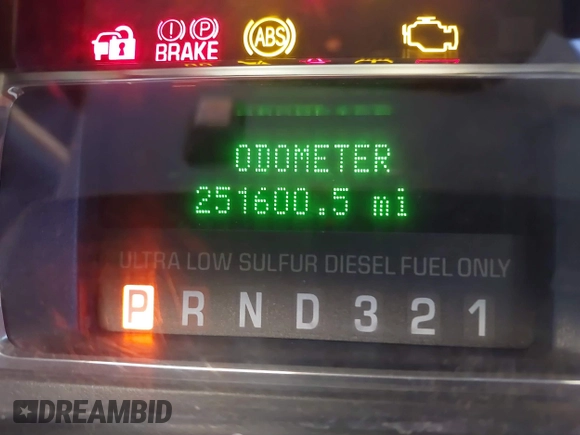 (!) (P)
BRAKE
ABS
ODOMETER
251600.5 mi
ULTRA LOW SULFUR DIESEL FUEL ONLY
P R N D 3 2 1
DREAMBID